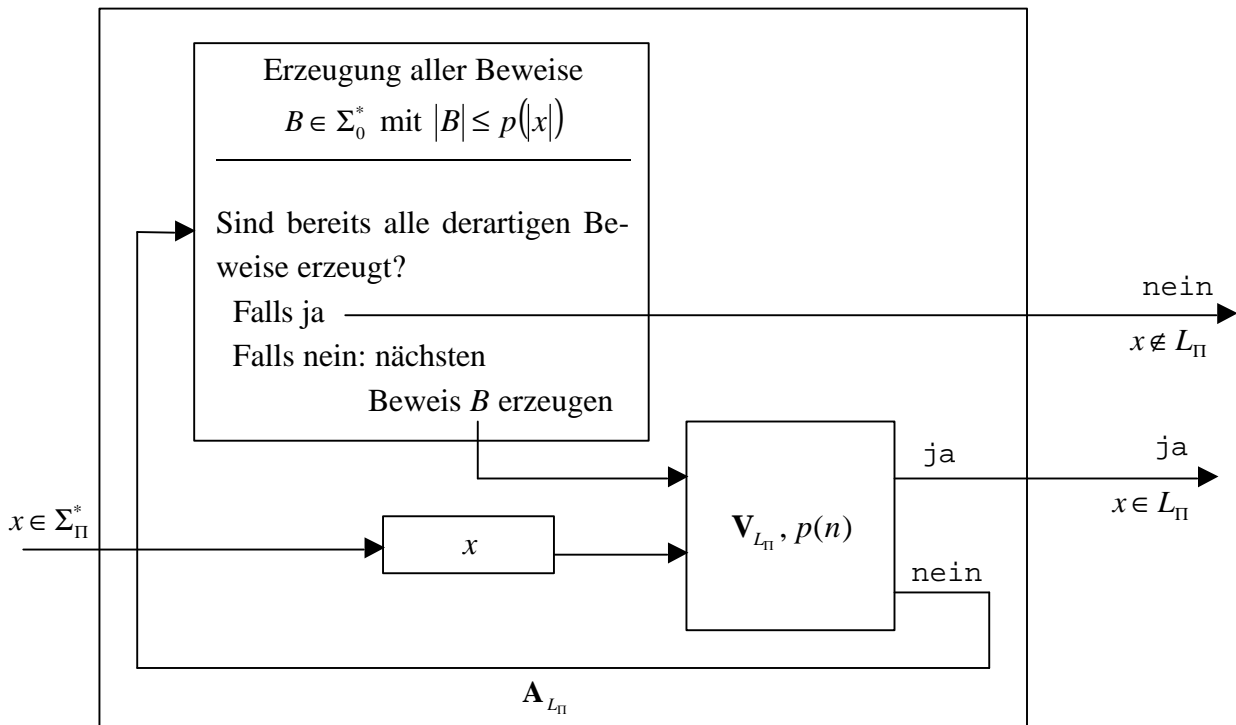 Erzeugung aller Beweise
B ∈ Σ₀* mit |B| ≤ p(|x|)
Sind bereits alle derartigen Be-
weise erzeugt?
Falls ja
nein
x ∉ L_Π
Falls nein: nächsten
Beweis B erzeugen
ja
ja
x ∈ L_Π
x ∈ Σ_Π*
x
V_{L_Π}, p(n)
nein
A_{L_Π}